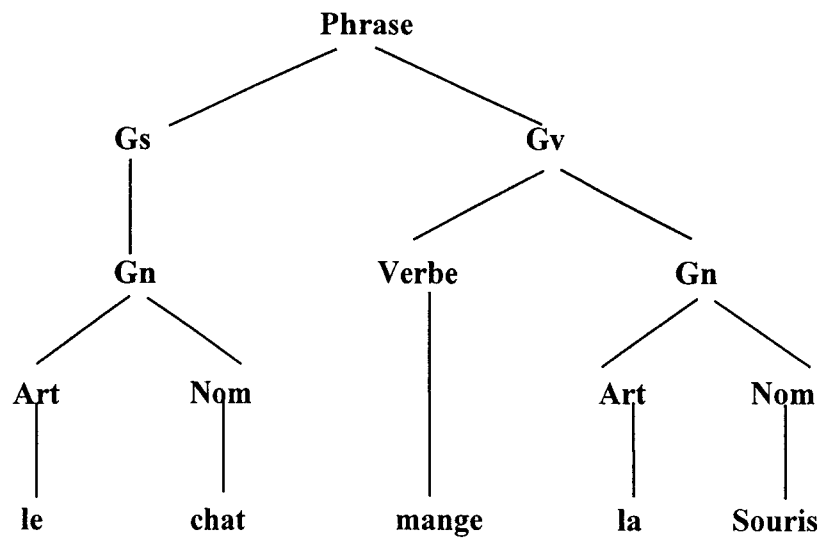 Phrase
Gs Gv
Gn Verbe Gn
Art Nom Art Nom
le chat mange la Souris